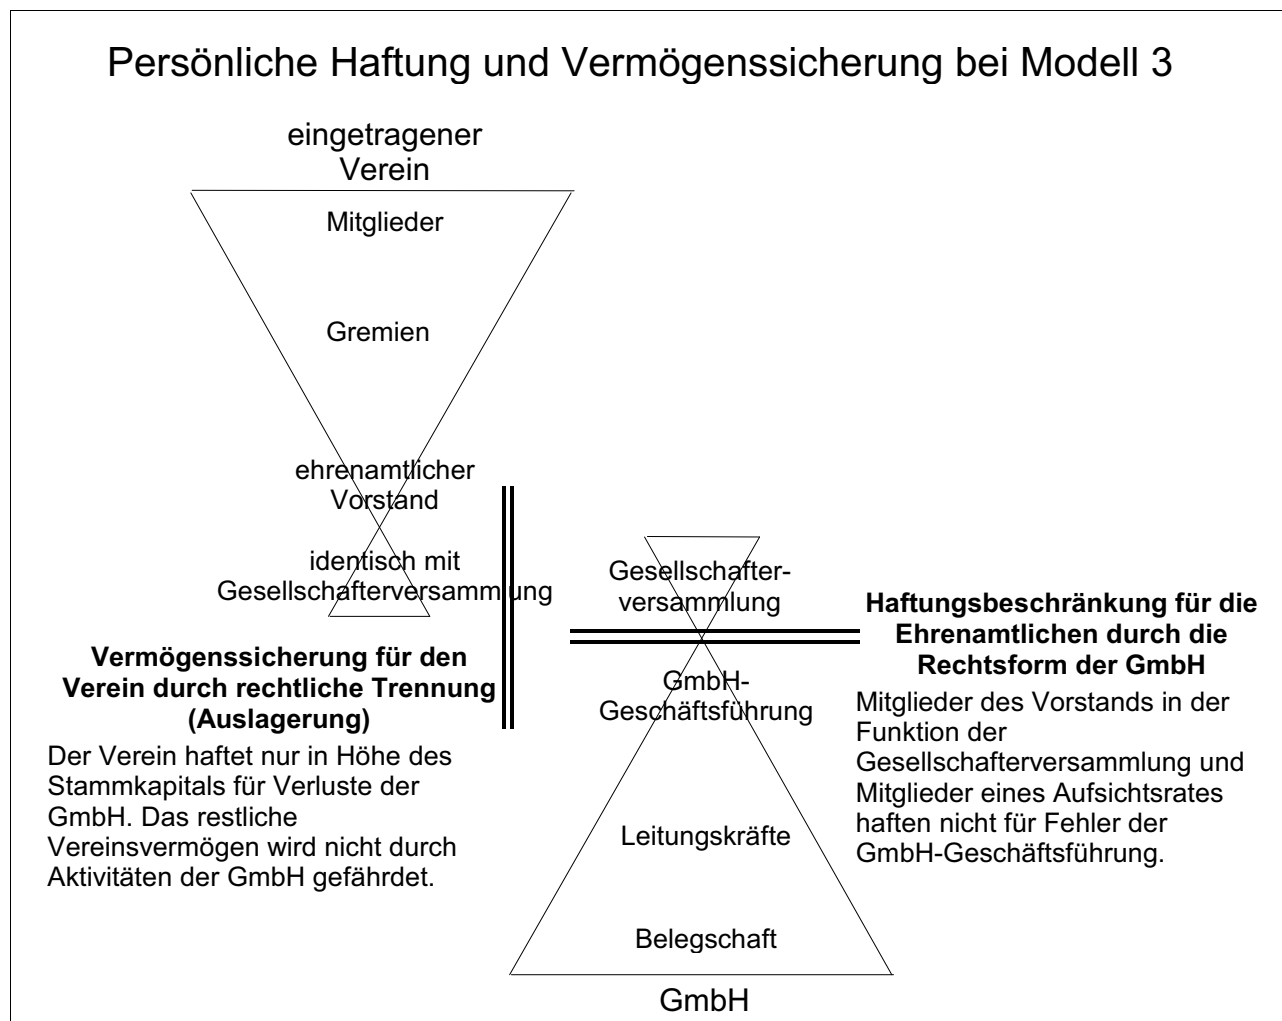 Persönliche Haftung und Vermögenssicherung bei Modell 3
eingetragener
Verein
Mitglieder
Gremien
ehrenamtlicher
Vorstand
identisch mit
Gesellschafterversammlung
Vermögenssicherung für den
Verein durch rechtliche Trennung
(Auslagerung)
Der Verein haftet nur in Höhe des
Stammkapitals für Verluste der
GmbH. Das restliche
Vereinsvermögen wird nicht durch
Aktivitäten der GmbH gefährdet.
Gesellschafter-
versammlung
GmbH-
Geschäftsführung
Leitungskräfte
Belegschaft
GmbH
Haftungsbeschränkung für die
Ehrenamtlichen durch die
Rechtsform der GmbH
Mitglieder des Vorstands in der
Funktion der
Gesellschafterversammlung und
Mitglieder eines Aufsichtsrates
haften nicht für Fehler der
GmbH-Geschäftsführung.